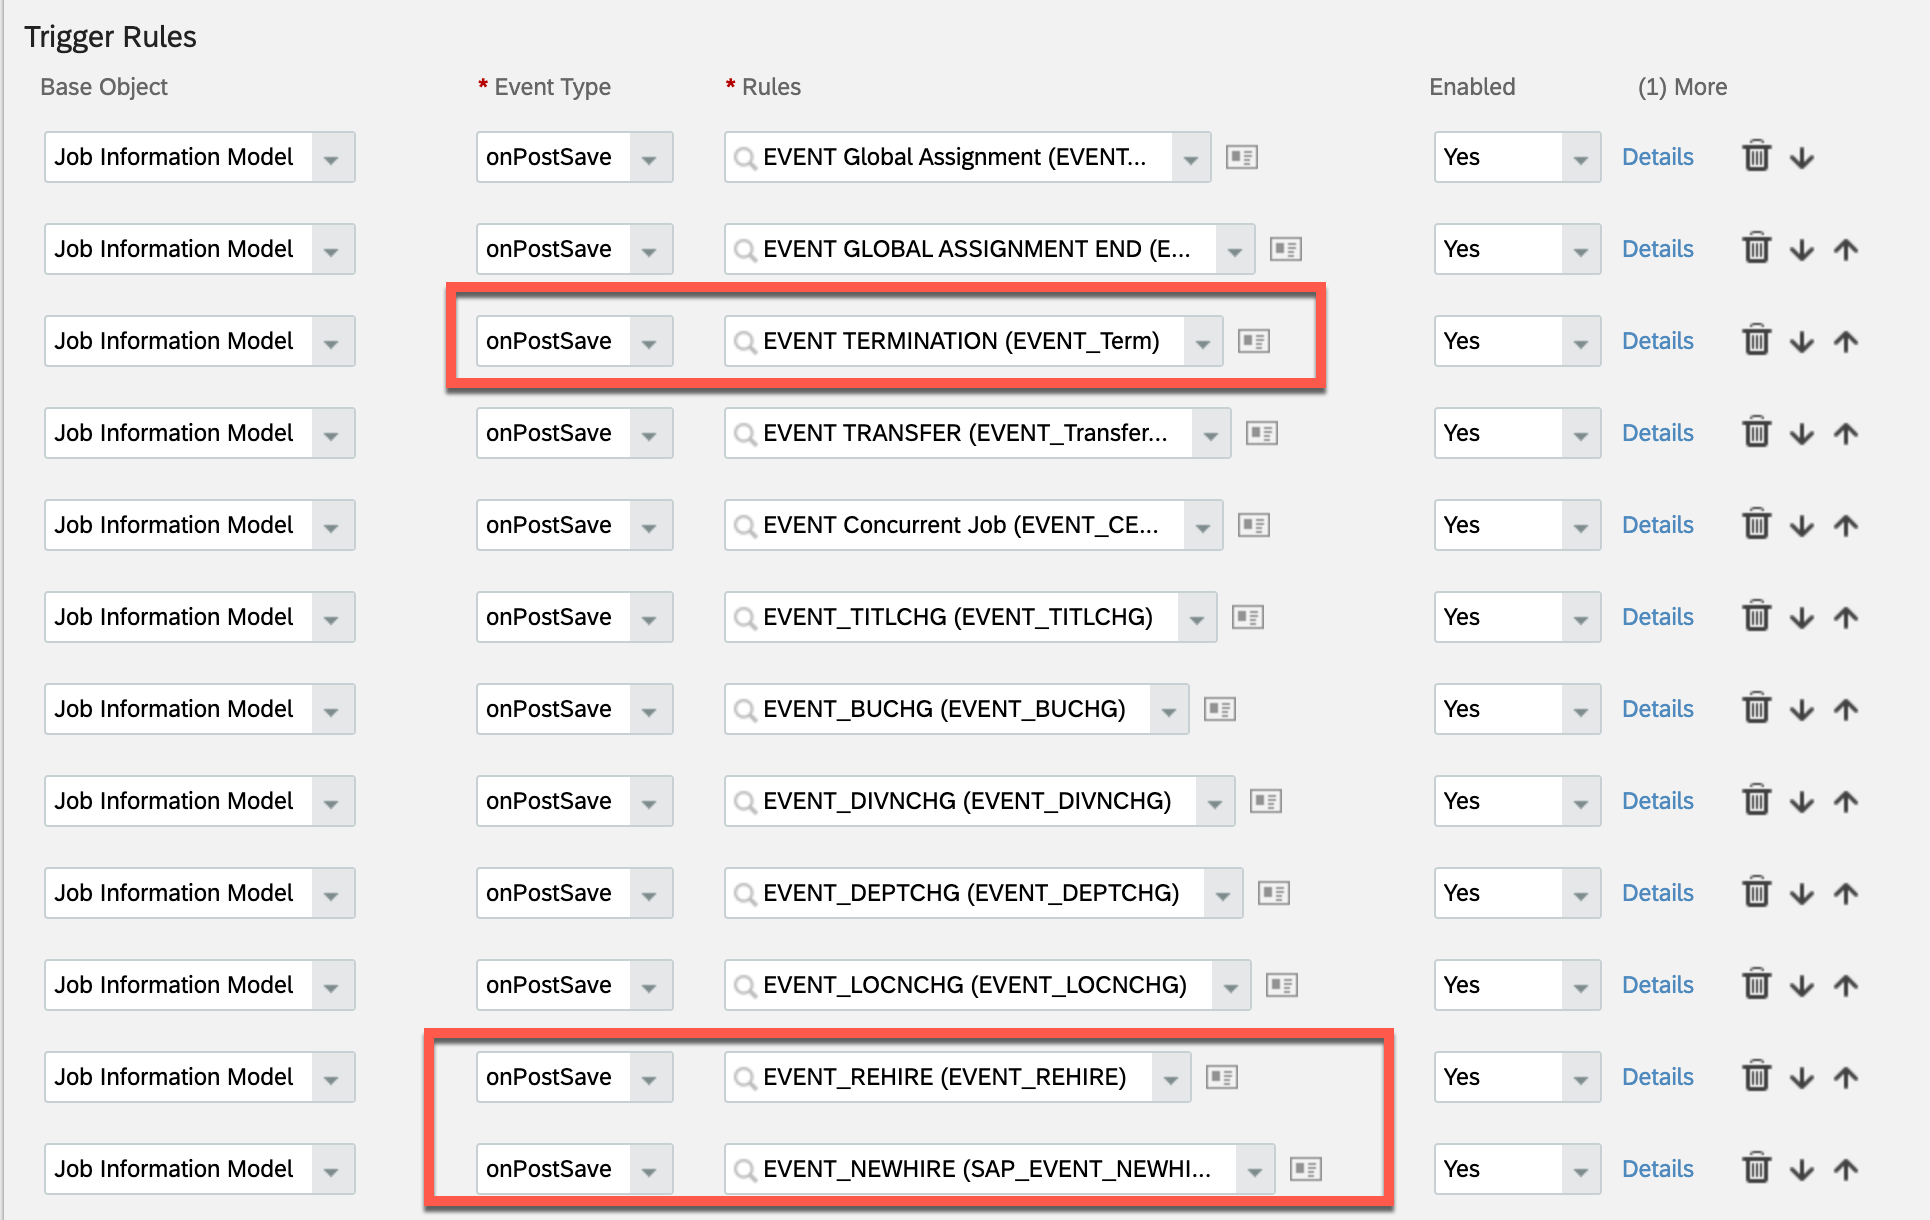 Trigger Rules
Base Object * Event Type * Rules Enabled (1) More
Job Information Model onPostSave EVENT Global Assignment (EVENT... Yes Details
Job Information Model onPostSave EVENT GLOBAL ASSIGNMENT END (E... Yes Details
Job Information Model onPostSave EVENT TERMINATION (EVENT_Term) Yes Details
Job Information Model onPostSave EVENT TRANSFER (EVENT_Transfer... Yes Details
Job Information Model onPostSave EVENT Concurrent Job (EVENT_CE... Yes Details
Job Information Model onPostSave EVENT_TITLCHG (EVENT_TITLCHG) Yes Details
Job Information Model onPostSave EVENT_BUCHG (EVENT_BUCHG) Yes Details
Job Information Model onPostSave EVENT_DIVNCHG (EVENT_DIVNCHG) Yes Details
Job Information Model onPostSave EVENT_DEPTCHG (EVENT_DEPTCHG) Yes Details
Job Information Model onPostSave EVENT_LOCNCHG (EVENT_LOCNCHG) Yes Details
Job Information Model onPostSave EVENT_REHIRE (EVENT_REHIRE) Yes Details
Job Information Model onPostSave EVENT_NEWHIRE (SAP_EVENT_NEWHI... Yes Details